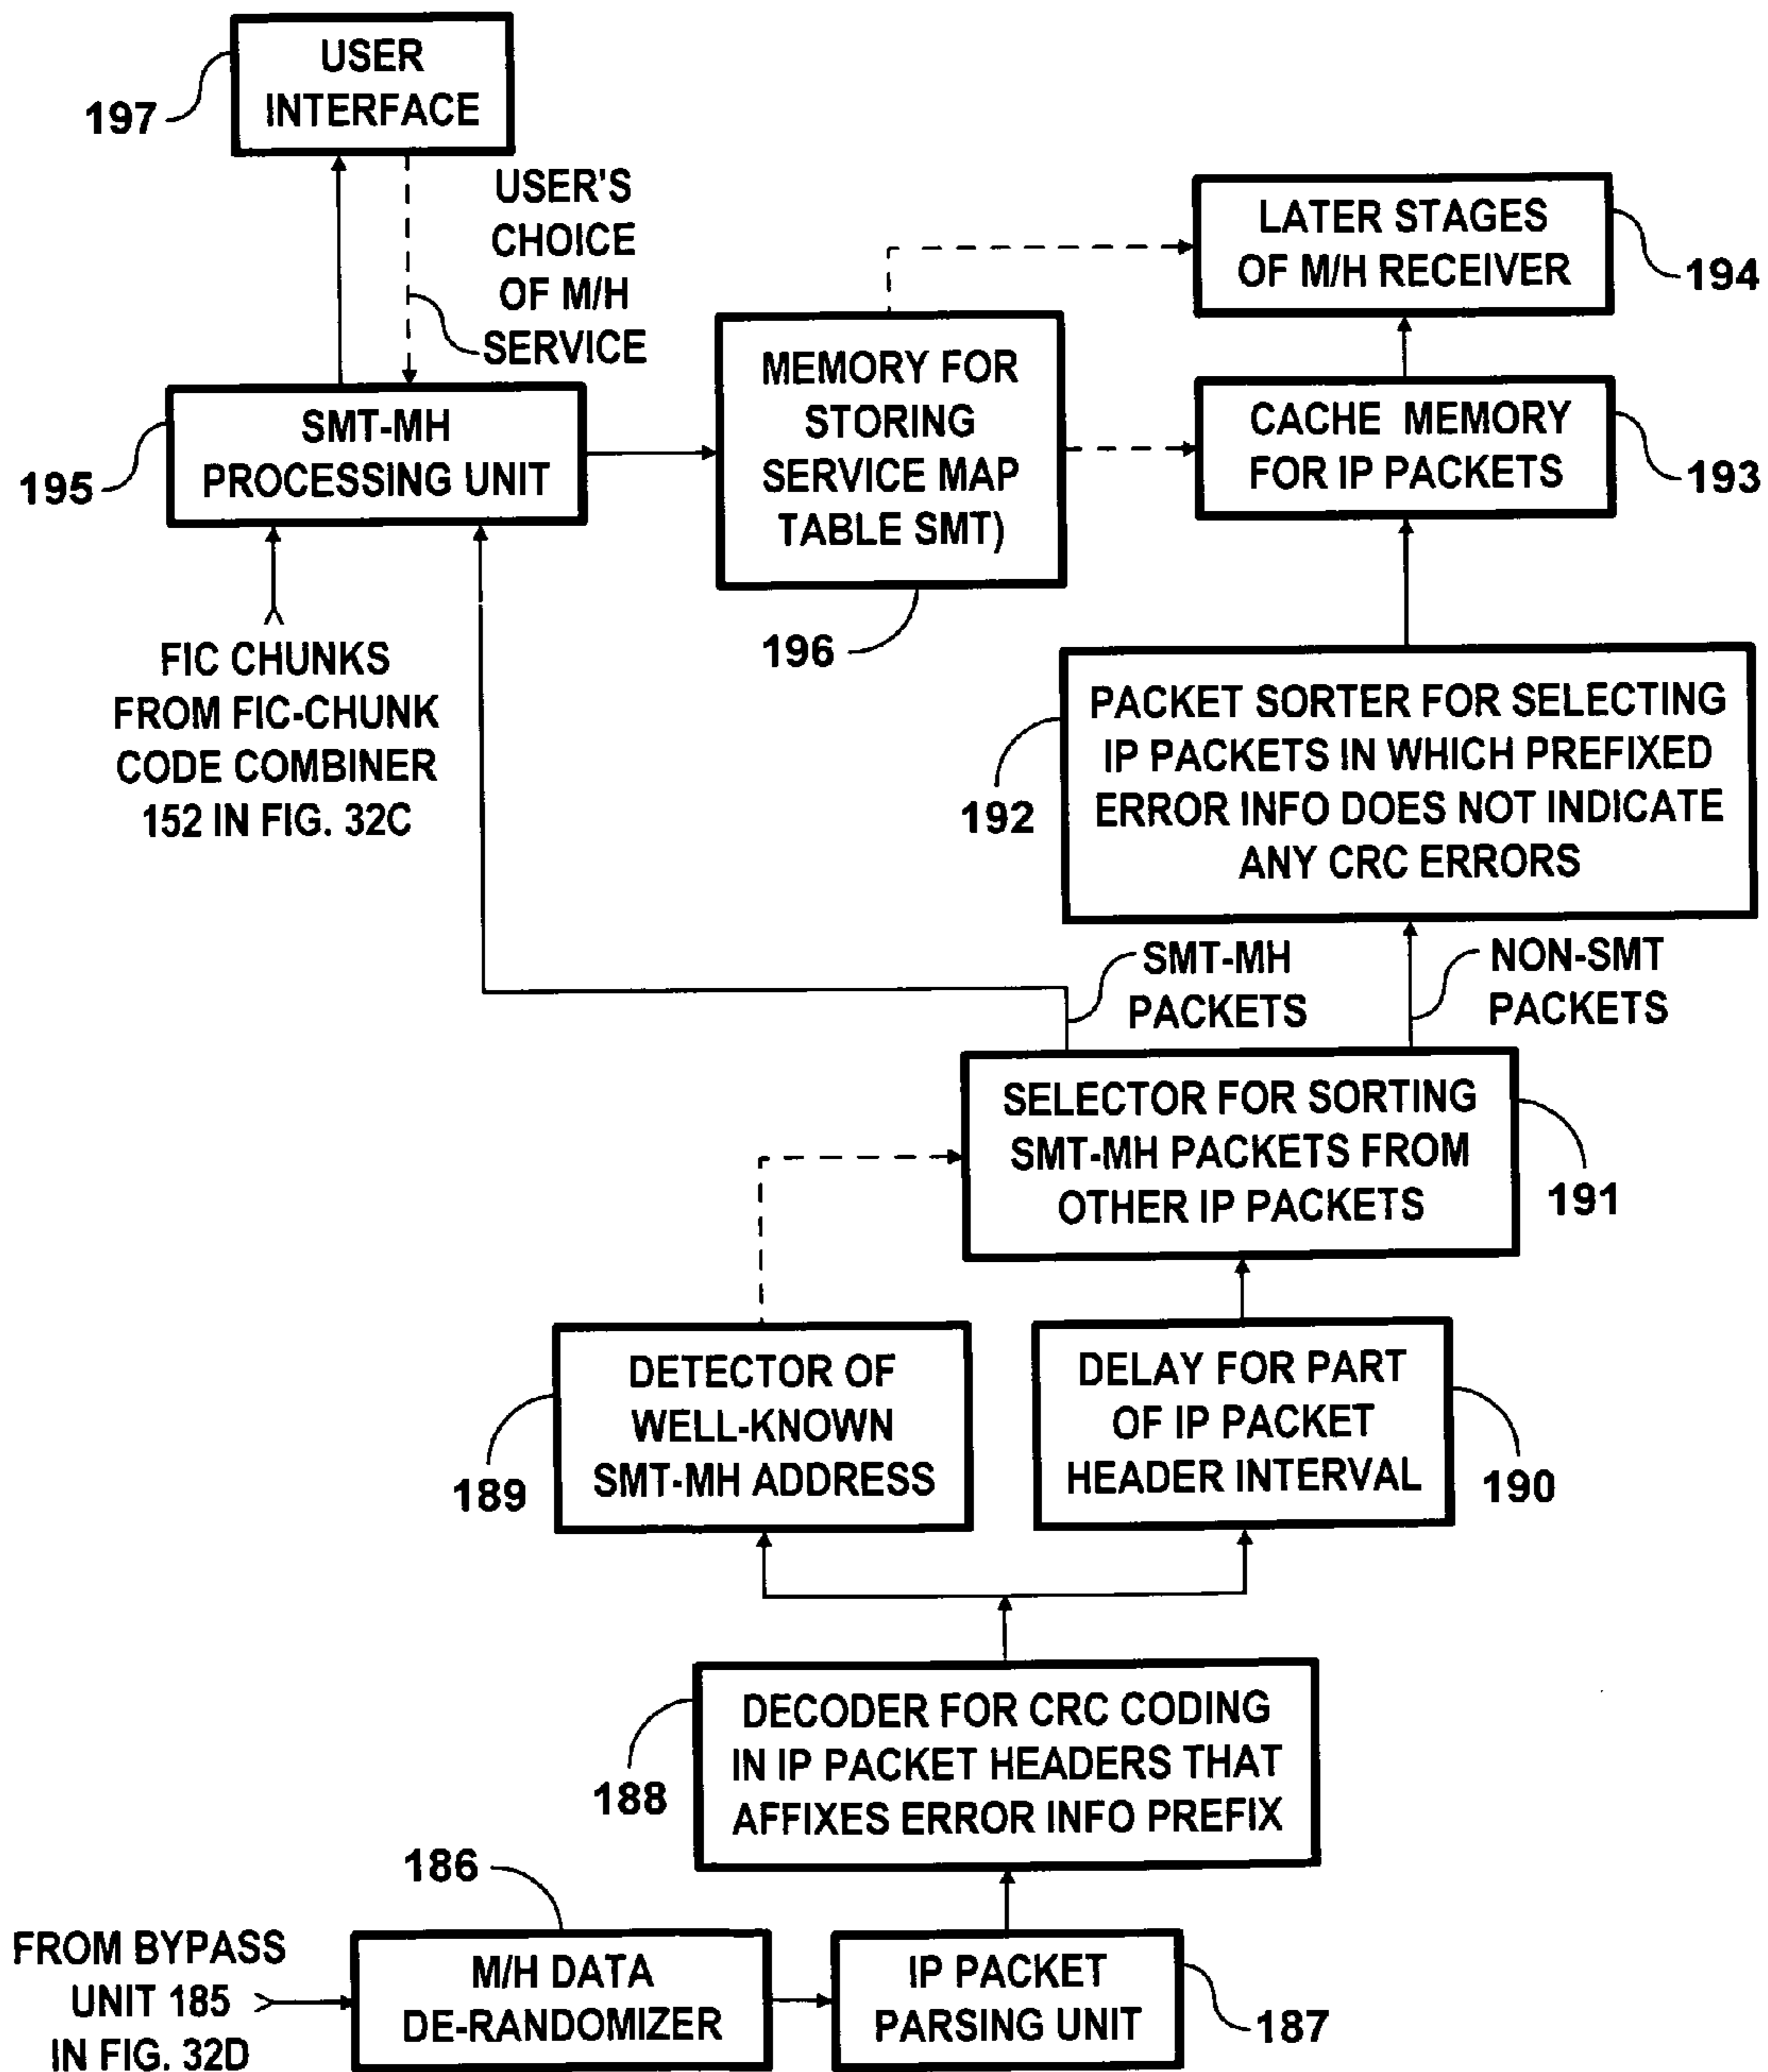 USER
INTERFACE
197
USER'S
CHOICE
OF M/H
SERVICE
LATER STAGES
OF M/H RECEIVER
194
SMT-MH
PROCESSING UNIT
195
MEMORY FOR
STORING
SERVICE MAP
TABLE SMT)
196
CACHE MEMORY
FOR IP PACKETS
193
FIC CHUNKS
FROM FIC-CHUNK
CODE COMBINER
152 IN FIG. 32C
PACKET SORTER FOR SELECTING
IP PACKETS IN WHICH PREFIXED
ERROR INFO DOES NOT INDICATE
ANY CRC ERRORS
192
SMT-MH
PACKETS
NON-SMT
PACKETS
SELECTOR FOR SORTING
SMT-MH PACKETS FROM
OTHER IP PACKETS
191
DETECTOR OF
WELL-KNOWN
SMT-MH ADDRESS
189
DELAY FOR PART
OF IP PACKET
HEADER INTERVAL
190
DECODER FOR CRC CODING
IN IP PACKET HEADERS THAT
AFFIXES ERROR INFO PREFIX
188
186
FROM BYPASS
UNIT 185
IN FIG. 32D
M/H DATA
DE-RANDOMIZER
IP PACKET
PARSING UNIT
187